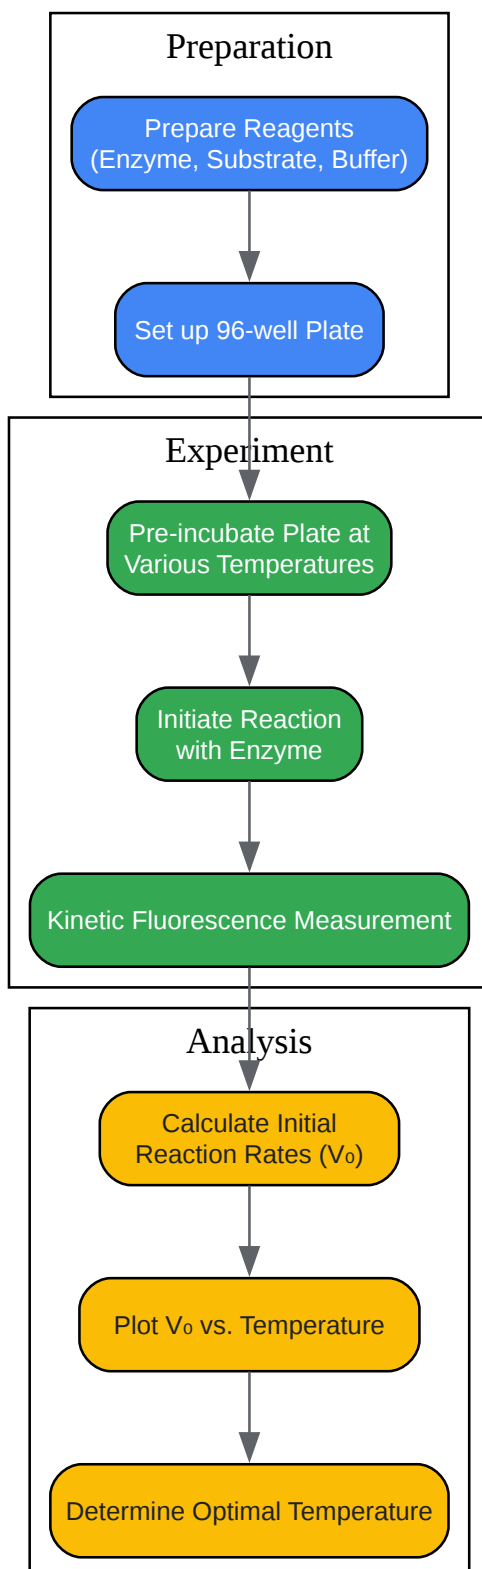 Preparation
Prepare Reagents
(Enzyme, Substrate, Buffer)
Set up 96-well Plate
Experiment
Pre-incubate Plate at
Various Temperatures
Initiate Reaction
with Enzyme
Kinetic Fluorescence Measurement
Analysis
Calculate Initial
Reaction Rates (V₀)
Plot V₀ vs. Temperature
Determine Optimal Temperature